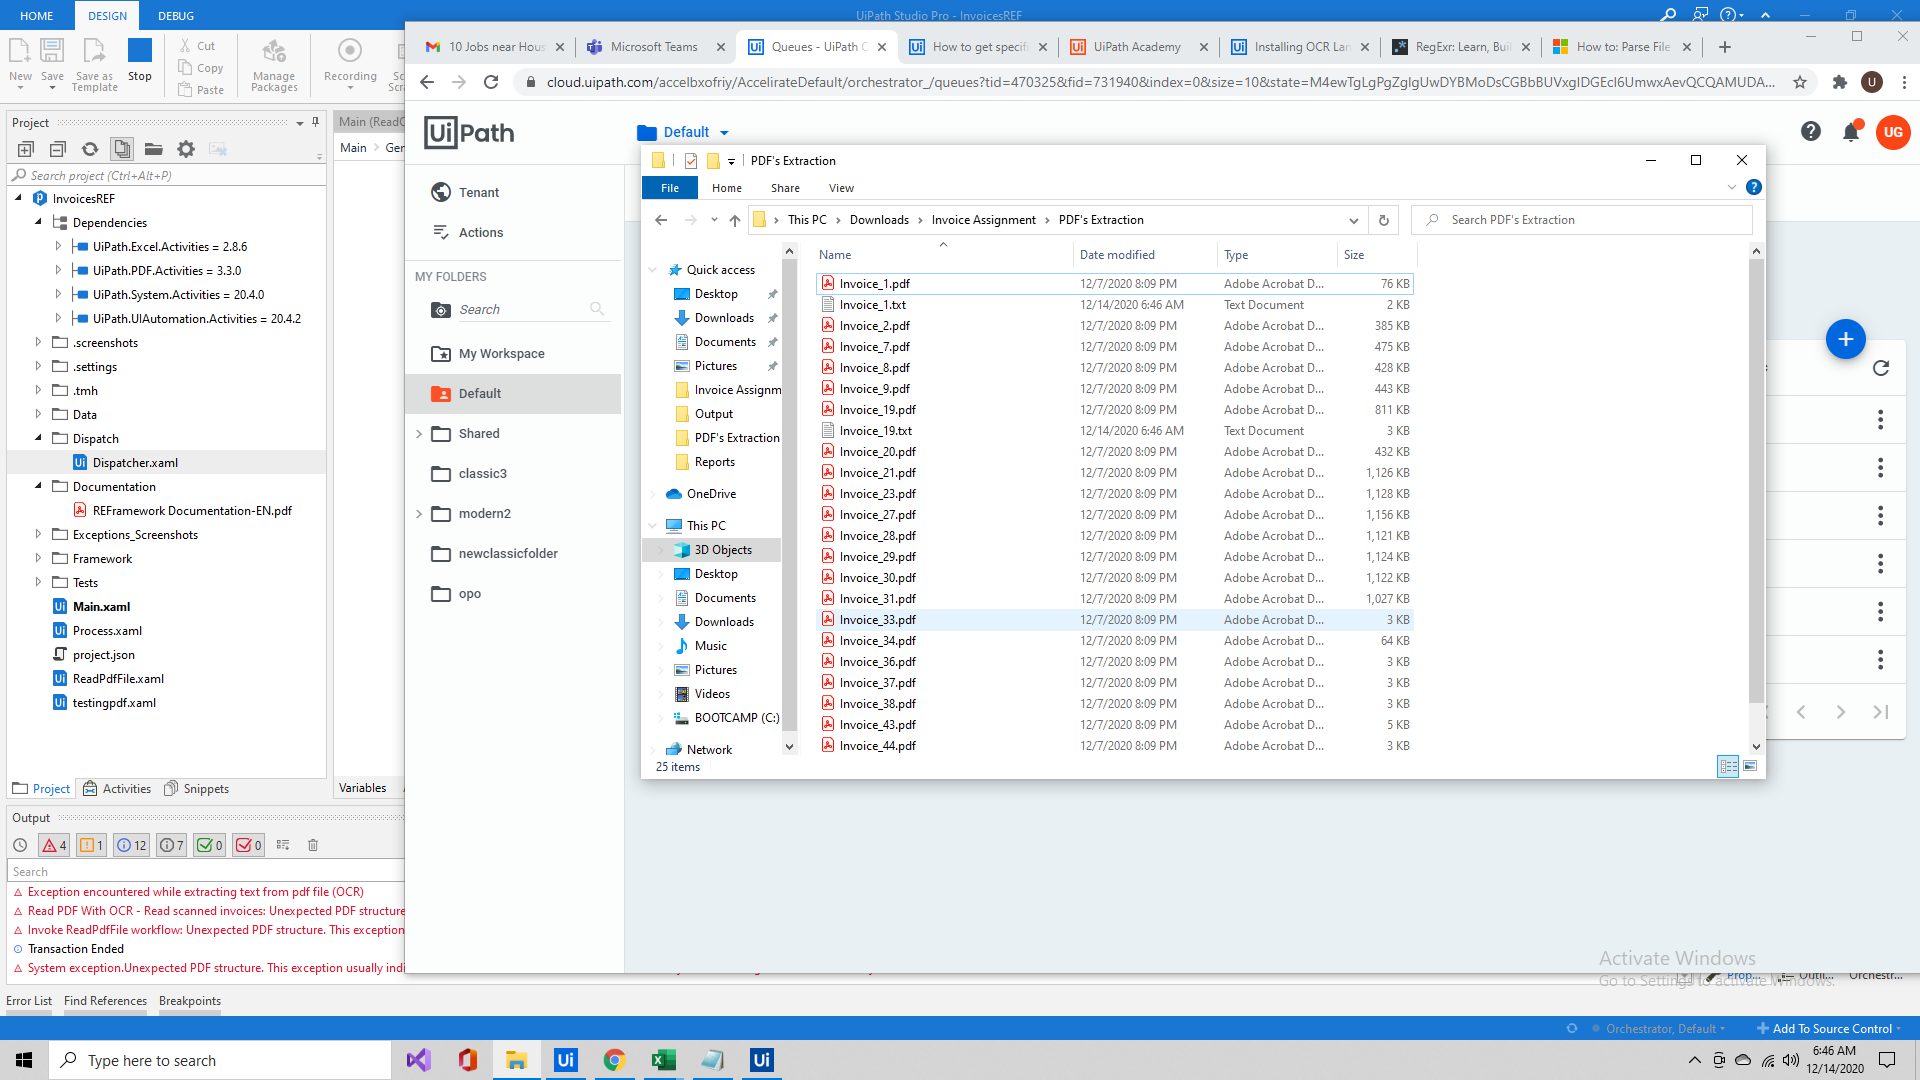 HOME
DESIGN
DEBUG
UiPath Studio Pro - InvoicesREF
New
Save
Save as Template
Stop
Cut
Copy
Paste
Manage Packages
Recording
Project
Search project (Ctrl+Alt+P)
InvoicesREF
Dependencies
UiPath.Excel.Activities = 2.8.6
UiPath.PDF.Activities = 3.3.0
UiPath.System.Activities = 20.4.0
UiPath.UIAutomation.Activities = 20.4.2
.screenshots
.settings
.tmh
Data
Dispatch
Dispatcher.xaml
Documentation
REFramework Documentation-EN.pdf
Exceptions_Screenshots
Framework
Tests
Main.xaml
Process.xaml
project.json
ReadPdfFile.xaml
testingpdf.xaml
Project
Activities
Snippets
Main (ReadC
Main > Ger
Variables
Output
4
1
12
7
0
0
Search
Exception encountered while extracting text from pdf file (OCR)
Read PDF With OCR - Read scanned invoices: Unexpected PDF structure
Invoke ReadPdfFile workflow: Unexpected PDF structure. This exception
Transaction Ended
System exception.Unexpected PDF structure. This exception usually indi
Error List
Find References
Breakpoints
10 Jobs near Hous
Microsoft Teams
Queues - UiPath C
How to get specifi
UiPath Academy
Installing OCR Lan
RegExr: Learn, Buil
How to: Parse File
cloud.uipath.com/accelbxofriy/AccelirateDefault/orchestrator_/queues?tid=470325&fid=731940&index=0&size=10&state=M4ewTgLgPgZglgUwDYBMoDsCGBbBUVxgIDGEcI6UmwxAevQCQAMUDA...
U
UiPath
Default
UG
Tenant
Actions
MY FOLDERS
Search
My Workspace
Default
Shared
classic3
modern2
newclassicfolder
opo
PDF's Extraction
File
Home
Share
View
This PC > Downloads > Invoice Assignment > PDF's Extraction
Search PDF's Extraction
Quick access
Desktop
Downloads
Documents
Pictures
Invoice Assignm
Output
PDF's Extraction
Reports
OneDrive
This PC
3D Objects
Desktop
Documents
Downloads
Music
Pictures
Videos
BOOTCAMP (C:)
Network
Name Date modified Type Size
Invoice_1.pdf 12/7/2020 8:09 PM Adobe Acrobat D... 76 KB
Invoice_1.txt 12/14/2020 6:46 AM Text Document 2 KB
Invoice_2.pdf 12/7/2020 8:09 PM Adobe Acrobat D... 385 KB
Invoice_7.pdf 12/7/2020 8:09 PM Adobe Acrobat D... 475 KB
Invoice_8.pdf 12/7/2020 8:09 PM Adobe Acrobat D... 428 KB
Invoice_9.pdf 12/7/2020 8:09 PM Adobe Acrobat D... 443 KB
Invoice_19.pdf 12/7/2020 8:09 PM Adobe Acrobat D... 811 KB
Invoice_19.txt 12/14/2020 6:46 AM Text Document 3 KB
Invoice_20.pdf 12/7/2020 8:09 PM Adobe Acrobat D... 432 KB
Invoice_21.pdf 12/7/2020 8:09 PM Adobe Acrobat D... 1,126 KB
Invoice_23.pdf 12/7/2020 8:09 PM Adobe Acrobat D... 1,128 KB
Invoice_27.pdf 12/7/2020 8:09 PM Adobe Acrobat D... 1,156 KB
Invoice_28.pdf 12/7/2020 8:09 PM Adobe Acrobat D... 1,121 KB
Invoice_29.pdf 12/7/2020 8:09 PM Adobe Acrobat D... 1,124 KB
Invoice_30.pdf 12/7/2020 8:09 PM Adobe Acrobat D... 1,122 KB
Invoice_31.pdf 12/7/2020 8:09 PM Adobe Acrobat D... 1,027 KB
Invoice_33.pdf 12/7/2020 8:09 PM Adobe Acrobat D... 3 KB
Invoice_34.pdf 12/7/2020 8:09 PM Adobe Acrobat D... 64 KB
Invoice_36.pdf 12/7/2020 8:09 PM Adobe Acrobat D... 3 KB
Invoice_37.pdf 12/7/2020 8:09 PM Adobe Acrobat D... 3 KB
Invoice_38.pdf 12/7/2020 8:09 PM Adobe Acrobat D... 3 KB
Invoice_43.pdf 12/7/2020 8:09 PM Adobe Acrobat D... 5 KB
Invoice_44.pdf 12/7/2020 8:09 PM Adobe Acrobat D... 3 KB
25 items
Activate Windows
Go to Settings to activate Windows.
Prop...
Outli...
Orchestr...
Orchestrator, Default
Add To Source Control
Type here to search
6:46 AM
12/14/2020